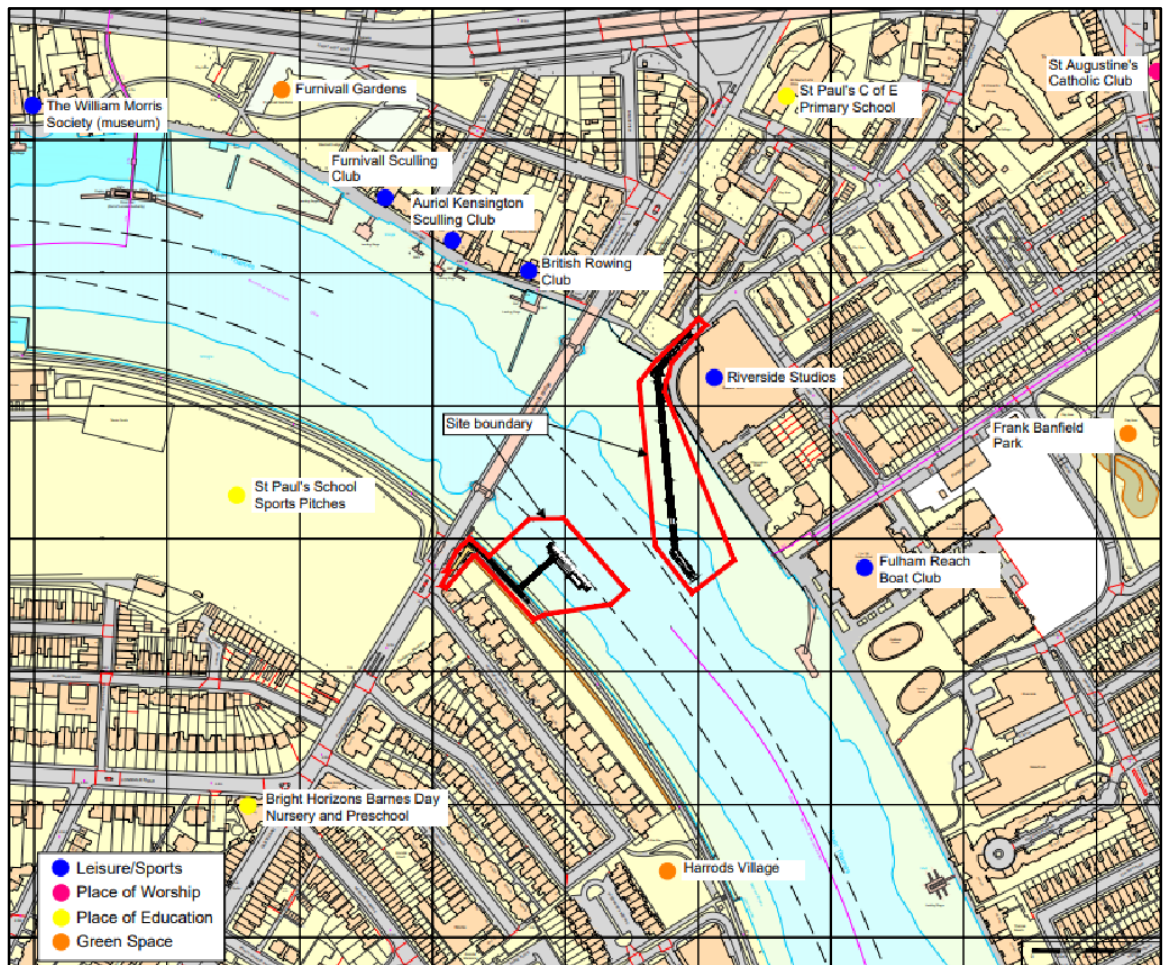 St Augustine's
Catholic Club
Furnivall Gardens
St Paul's C of E
Primary School
The William Morris
Society (museum)
Furnivall Sculling
Club
Auriol Kensington
Sculling Club
British Rowing
Club
Riverside Studios
Site boundary
Frank Banfield
Park
St Paul's School
Sports Pitches
Fulham Reach
Boat Club
Bright Horizons Barnes Day
Nursery and Preschool
Harrods Village
Leisure/Sports
Place of Worship
Place of Education
Green Space